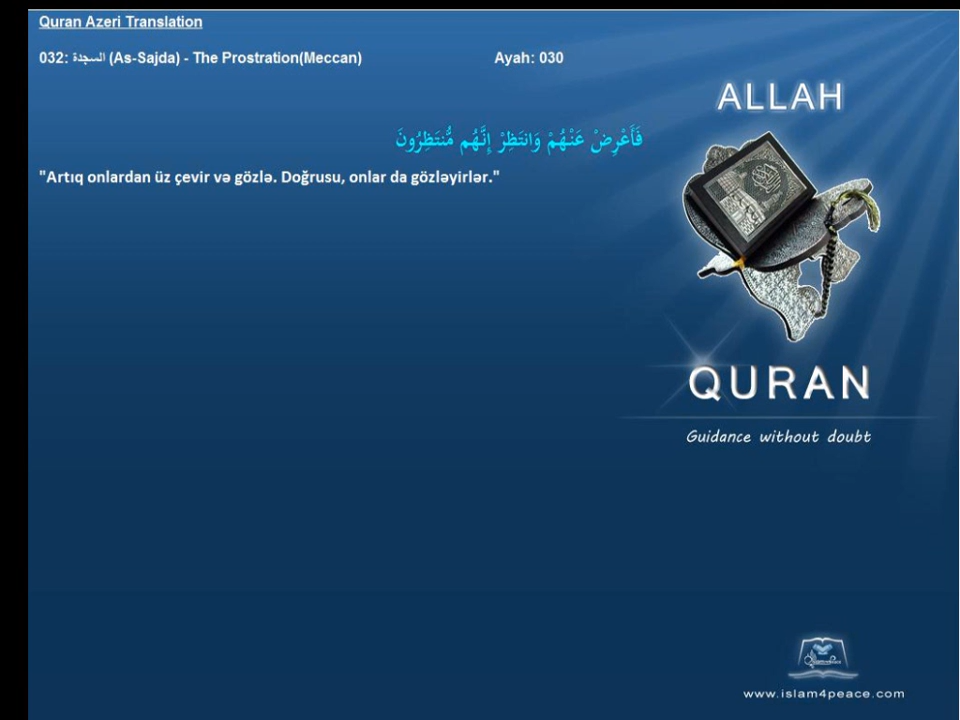 Quran Azeri Translation
032: السجدة (As-Sajda) - The Prostration(Meccan) Ayah: 030
ALLAH
فَأَعْرِضْ عَنْهُمْ وَانتَظِرْ إِنَّهُم مُّنتَظِرُونَ
"Artıq onlardan üz çevir və gözlə. Doğrusu, onlar da gözləyirlər."
QURAN
Guidance without doubt
www.islam4peace.com